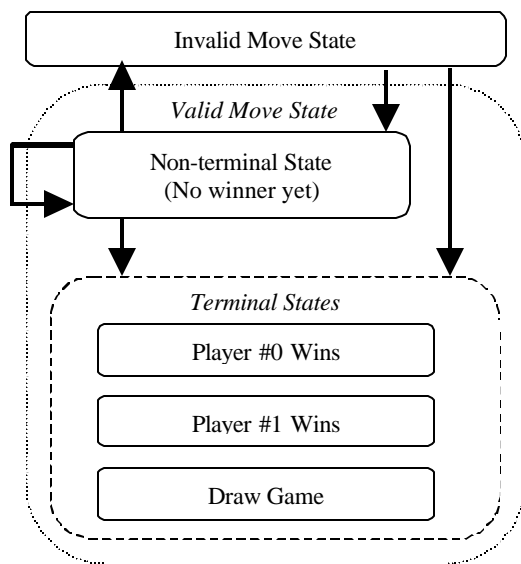 Invalid Move State
Valid Move State
Non-terminal State
(No winner yet)
Terminal States
Player #0 Wins
Player #1 Wins
Draw Game